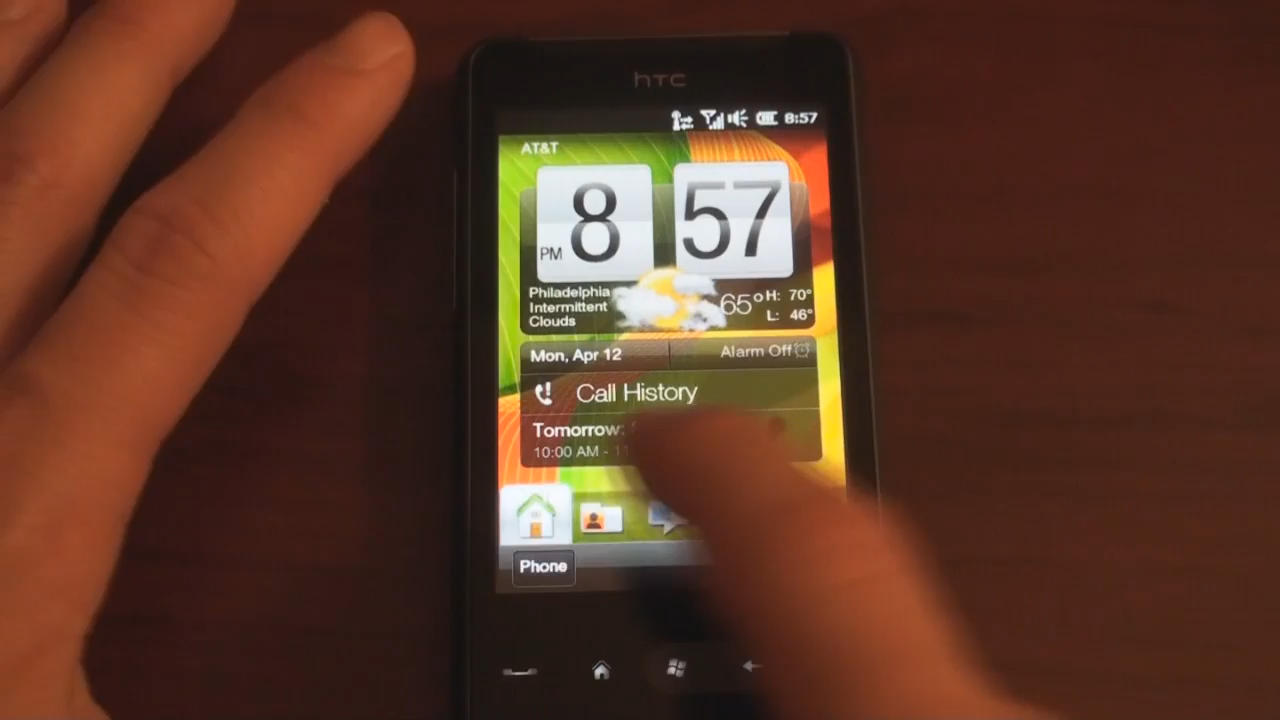 hTC
8:57
AT&T
PM 8 57
Philadelphia
Intermittent
Clouds
65° H: 70°
L: 46°
Mon, Apr 12
Alarm Off
Call History
Tomorrow:
10:00 AM - 11
Phone